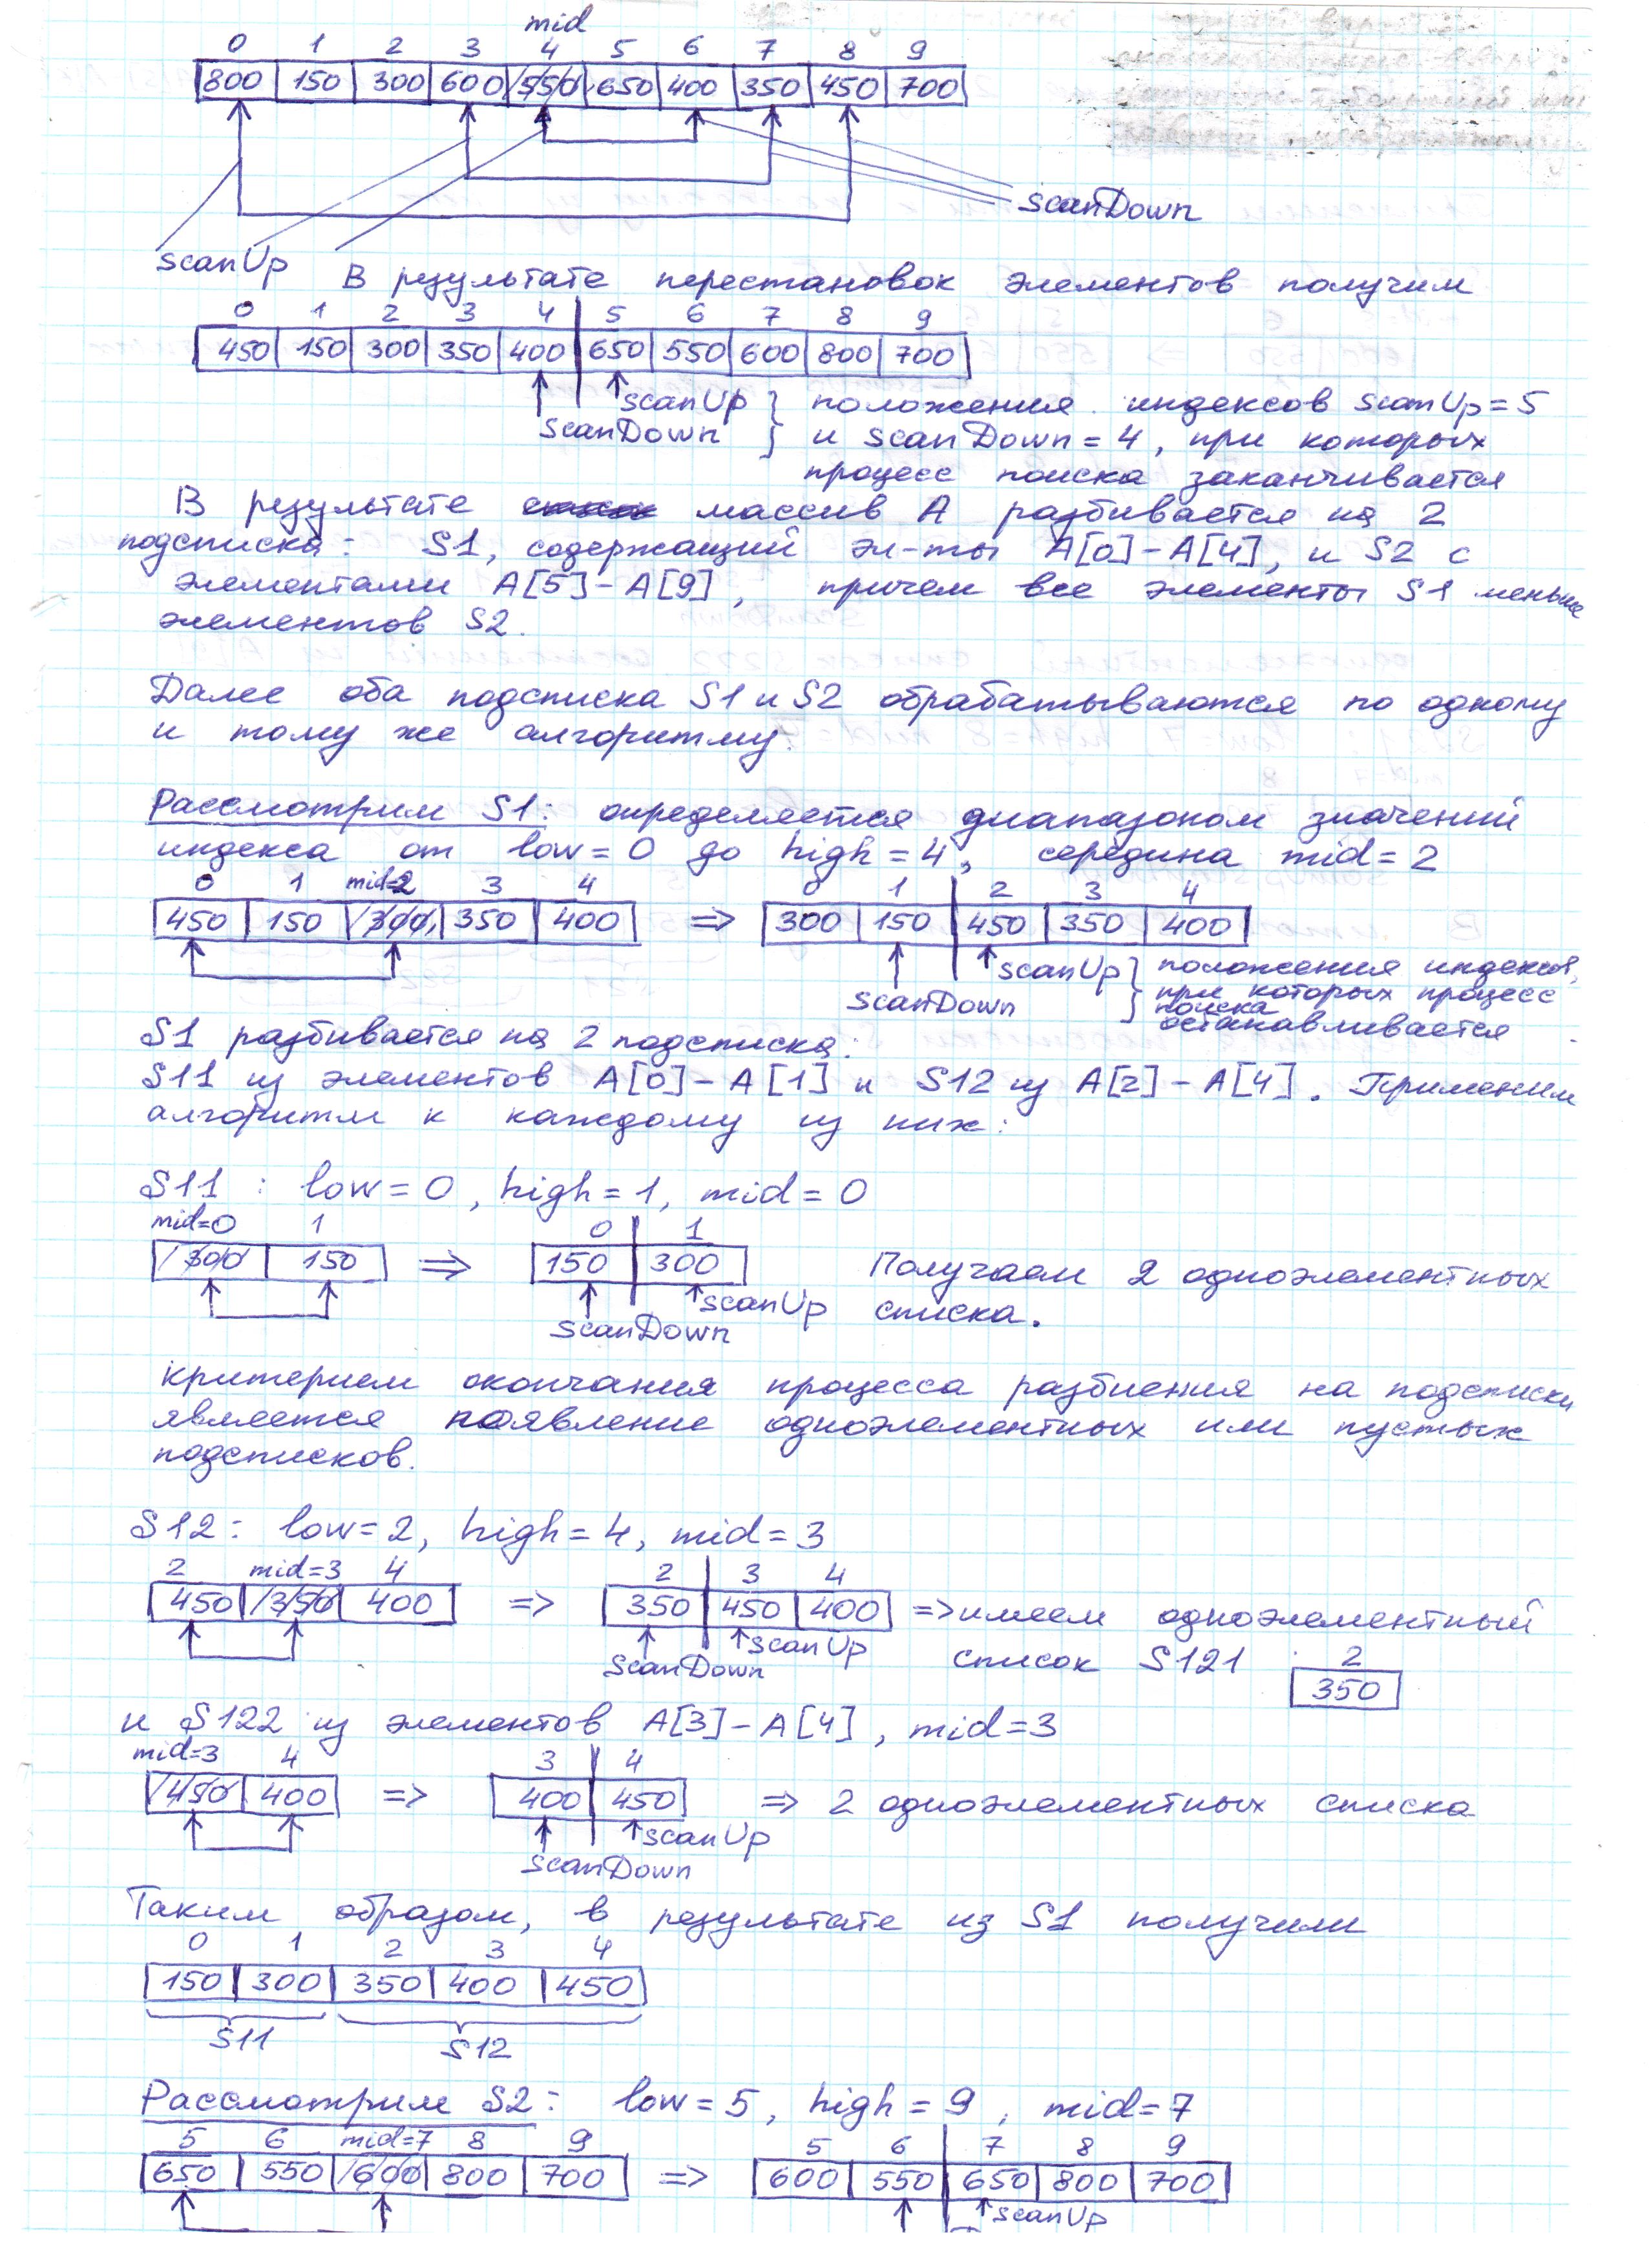 mid
0 1 2 3 4 5 6 7 8 9
800 150 300 600 550 650 400 350 450 700
scanDown
scanUp
В результате перестановок элементов получим
0 1 2 3 4 5 6 7 8 9
450 150 300 350 400 650 550 600 800 700
scanUp } положения индексов scanUp=5
scanDown и scanDown=4, при которых
процесс поиска заканчивается
В результате массив А разбивается на 2
подсписка: S1, содержащий эл-ты A[0]-A[4], и S2 с
элементами A[5]-A[9], причем все элементы S1 меньше
элементов S2.
Далее оба подсписка S1 и S2 обрабатываются по одному
и тому же алгоритму.
Рассмотрим S1: определяется диапазоном значений
индекса от low=0 до high=4, середина mid=2
0 1 mid=2 3 4 0 1 2 3 4
450 150 300 350 400 => 300 150 450 350 400
scanUp } положения индексов,
scanDown при которых процесс
поиска
останавливается
S1 разбивается на 2 подсписка:
S11 из элементов A[0]-A[1] и S12 из A[2]-A[4]. Применим
алгоритм к каждому из них:
S11: low=0, high=1, mid=0
mid=0 1 0 1
300 150 => 150 300 Получаем 2 одноэлементных
scanUp списка.
scanDown
Критерием окончания процесса разбиения на подсписки
является появление одноэлементных или пустых
подсписков.
S12: low=2, high=4, mid=3
2 mid=3 4 2 3 4
450 350 400 => 350 450 400 => имеем одноэлементный
scanUp
scanDown список S121 2
350
и S122 из элементов A[3]-A[4], mid=3
mid=3 4 3 4
450 400 => 400 450 => 2 одноэлементных списка
scanUp
scanDown
Таким образом, в результате из S1 получили
0 1 2 3 4
150 300 350 400 450
S11 S12
Рассмотрим S2: low=5, high=9, mid=7
5 6 mid=7 8 9 5 6 7 8 9
650 550 600 800 700 => 600 550 650 800 700
scanUp